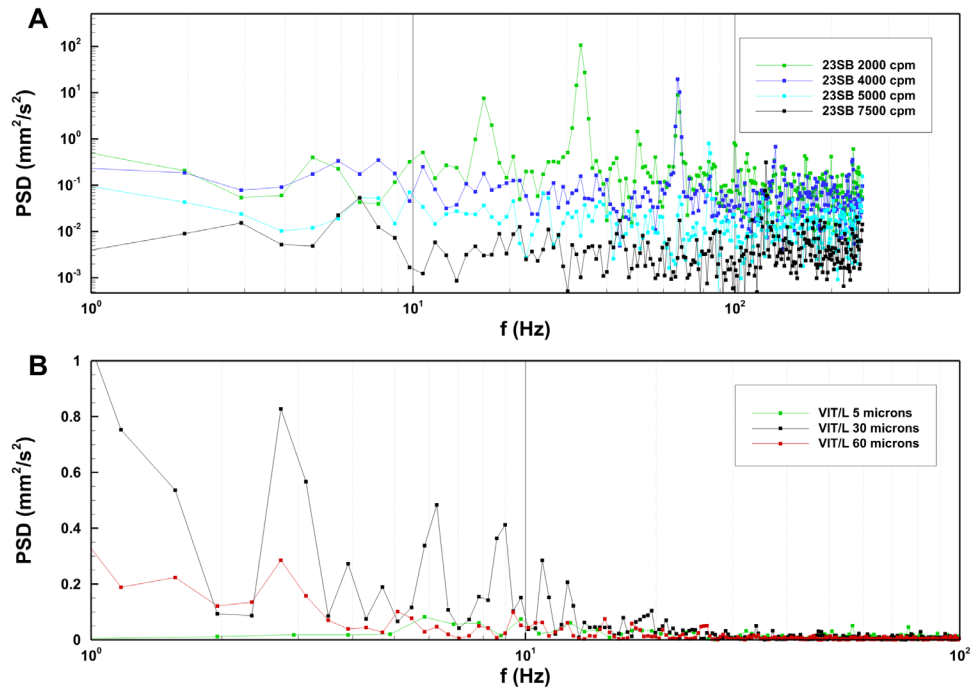 A
PSD (mm²/s²)
10²
10¹
10⁰
10⁻¹
10⁻²
10⁻³
23SB 2000 cpm
23SB 4000 cpm
23SB 5000 cpm
23SB 7500 cpm
10⁰
10¹
10²
f (Hz)
B
PSD (mm²/s²)
1
0.8
0.6
0.4
0.2
0
VIT/L 5 microns
VIT/L 30 microns
VIT/L 60 microns
10⁰
10¹
10²
f (Hz)